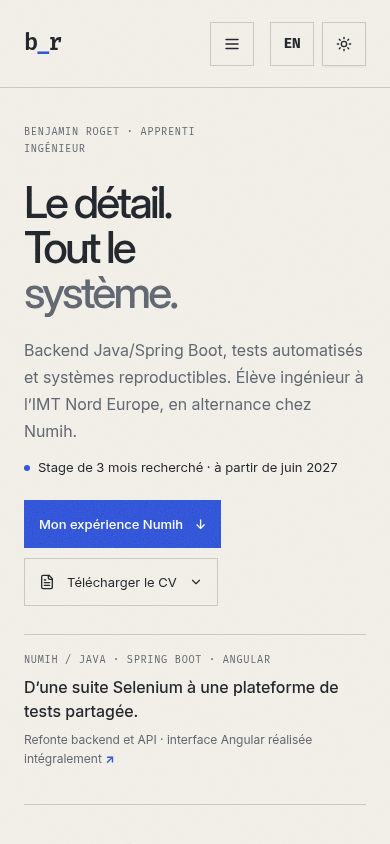 b_r
EN
BENJAMIN ROGET · APPRENTI
INGÉNIEUR
Le détail.
Tout le
système.
Backend Java/Spring Boot, tests automatisés
et systèmes reproductibles. Élève ingénieur à
l’IMT Nord Europe, en alternance chez
Numih.
Stage de 3 mois recherché · à partir de juin 2027
Mon expérience Numih ↓
Télécharger le CV
NUMIH / JAVA · SPRING BOOT · ANGULAR
D’une suite Selenium à une plateforme de
tests partagée.
Refonte backend et API · interface Angular réalisée
intégralement ↗